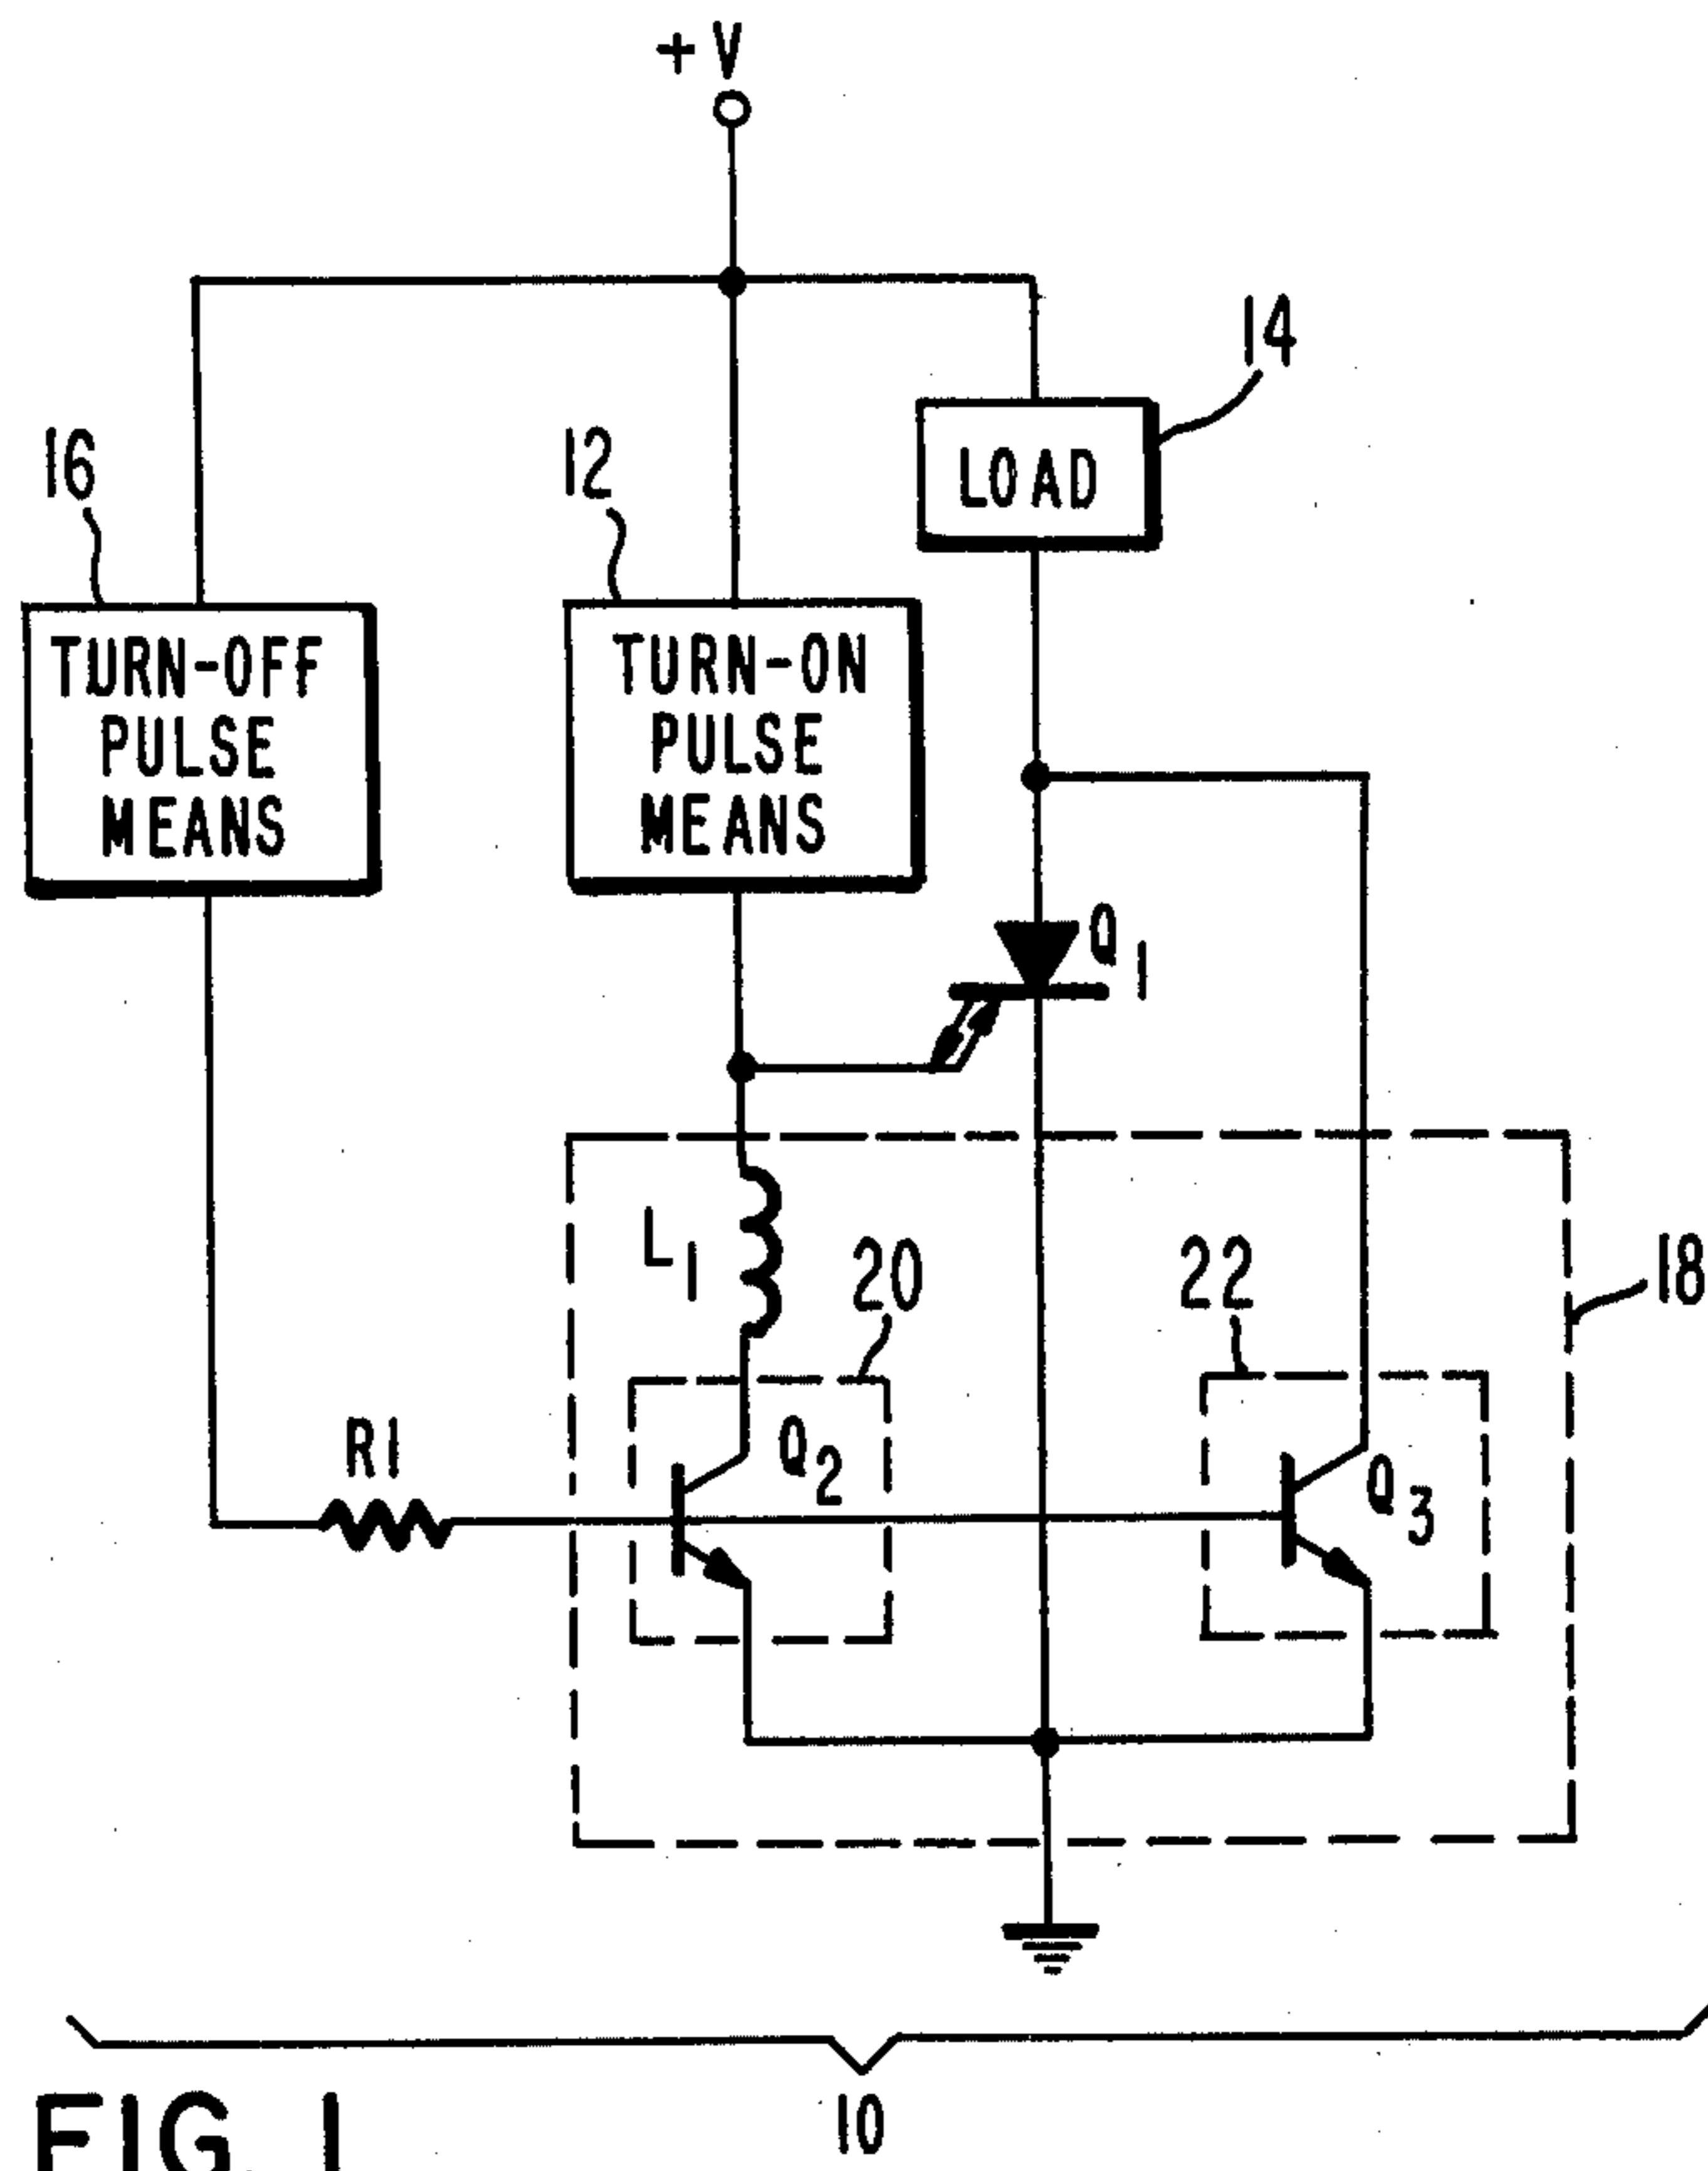 +V
14
16
12
LOAD
TURN-OFF
PULSE
MEANS
TURN-ON
PULSE
MEANS
Q1
L1
20
22
18
R1
Q2
Q3
10
FIG. 1